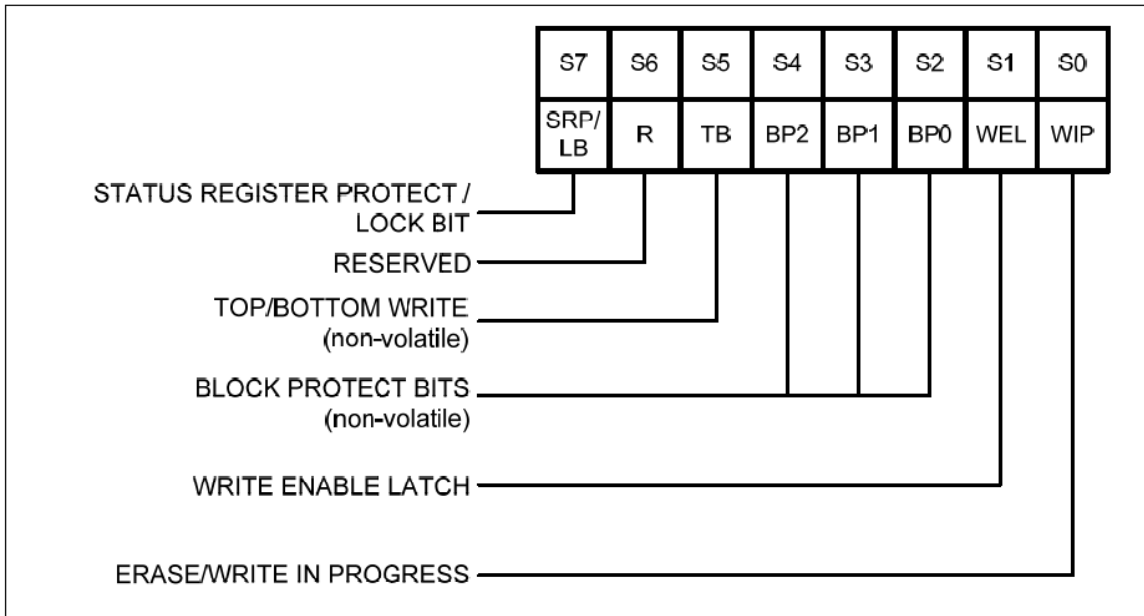 S7 S6 S5 S4 S3 S2 S1 S0
SRP/
LB R TB BP2 BP1 BP0 WEL WIP
STATUS REGISTER PROTECT /
LOCK BIT
RESERVED
TOP/BOTTOM WRITE
(non-volatile)
BLOCK PROTECT BITS
(non-volatile)
WRITE ENABLE LATCH
ERASE/WRITE IN PROGRESS